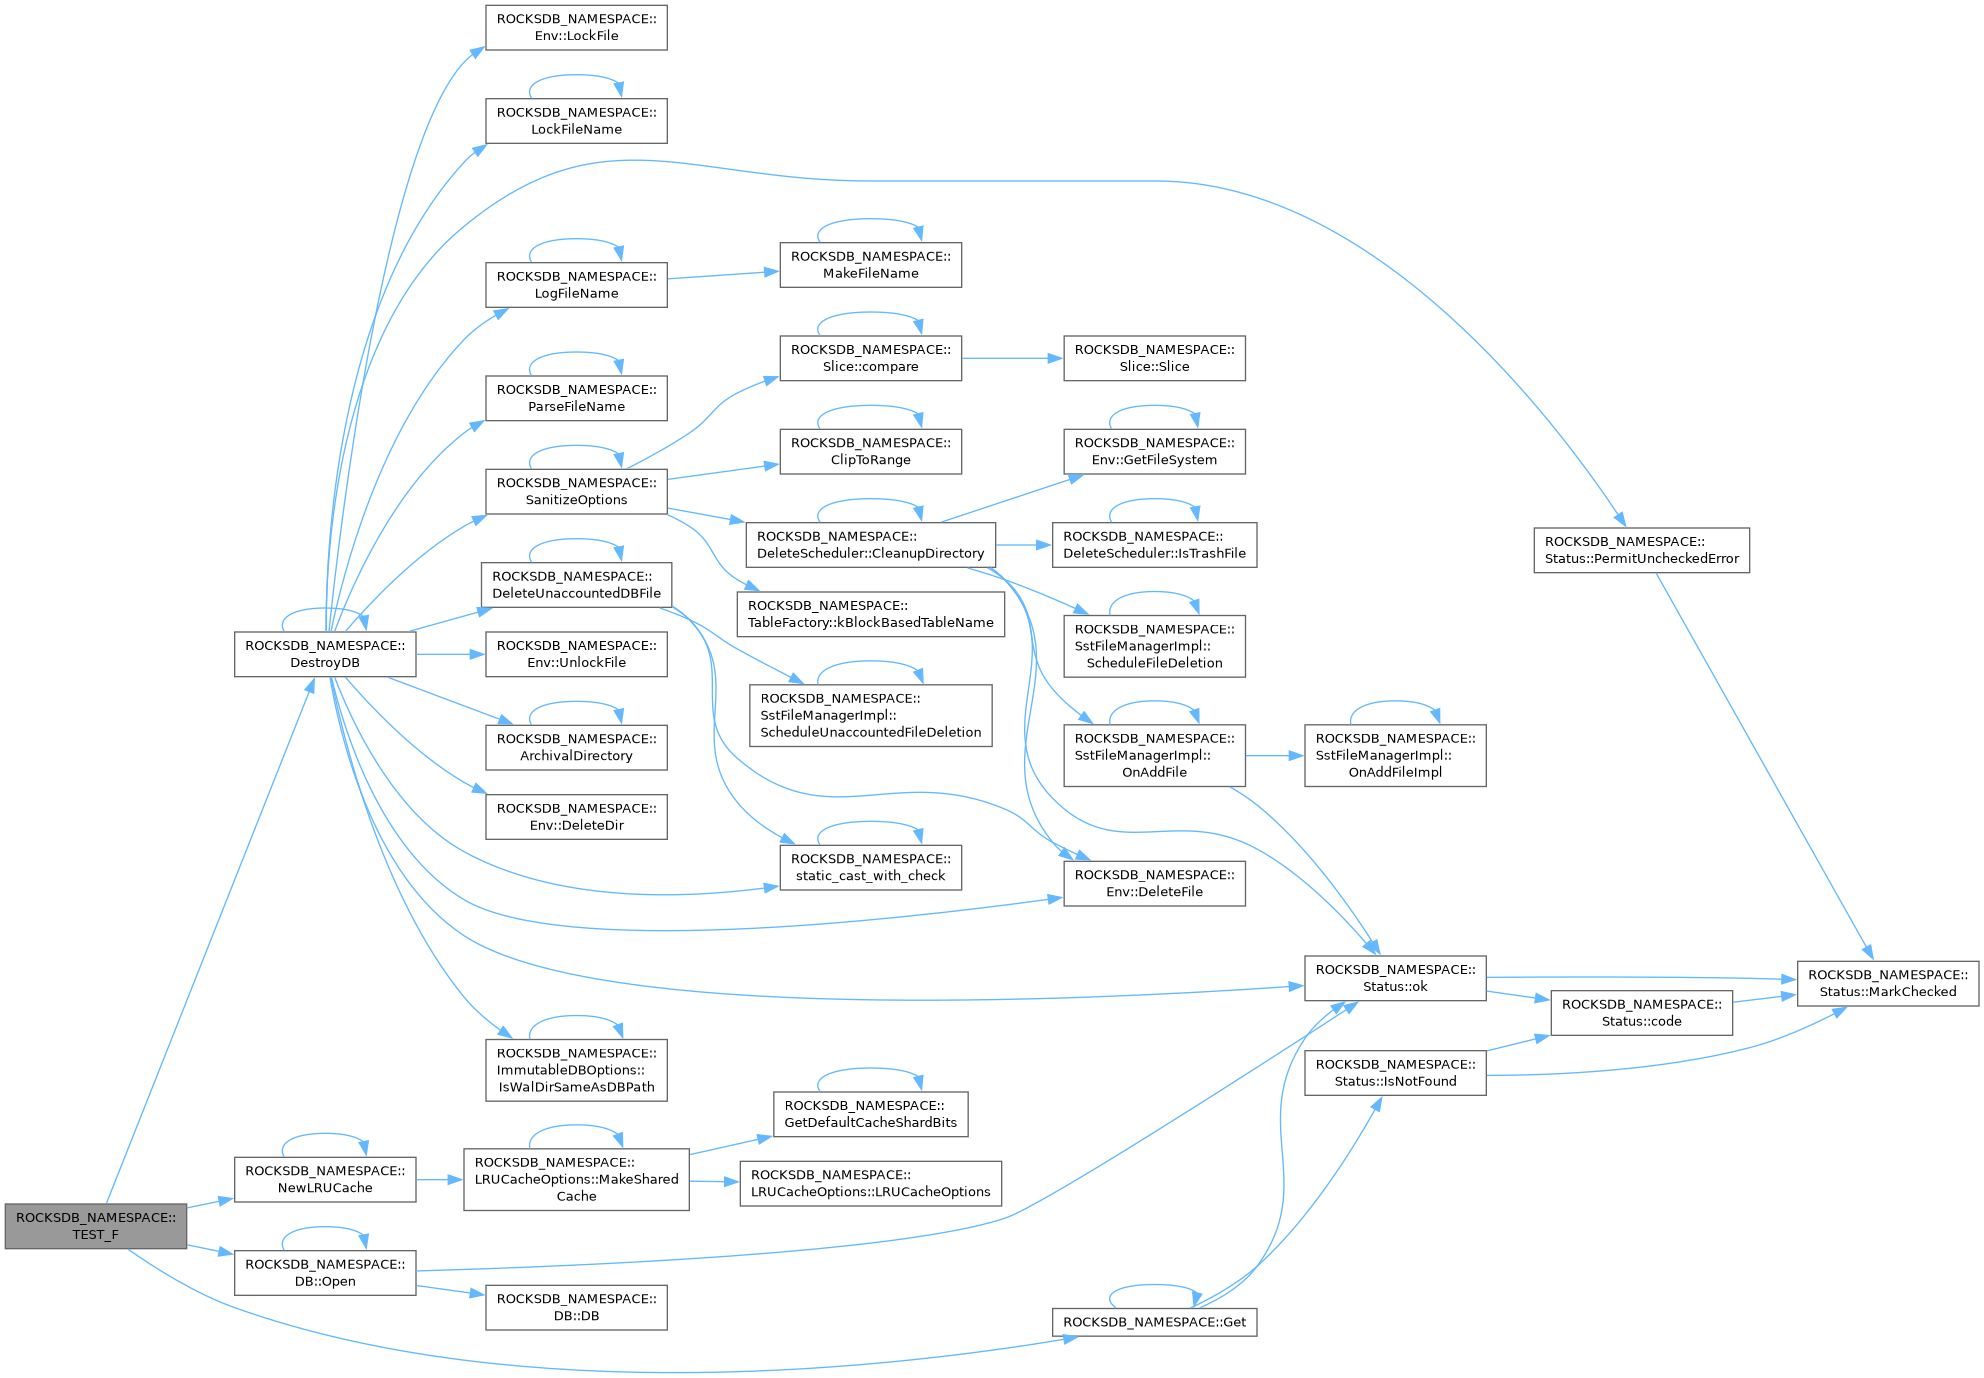 ROCKSDB_NAMESPACE::
Env::LockFile
ROCKSDB_NAMESPACE::
LockFileName
ROCKSDB_NAMESPACE::
LogFileName
ROCKSDB_NAMESPACE::
MakeFileName
ROCKSDB_NAMESPACE::
ParseFileName
ROCKSDB_NAMESPACE::
Slice::compare
ROCKSDB_NAMESPACE::
Slice::Slice
ROCKSDB_NAMESPACE::
SanitizeOptions
ROCKSDB_NAMESPACE::
ClipToRange
ROCKSDB_NAMESPACE::
Env::GetFileSystem
ROCKSDB_NAMESPACE::
DeleteScheduler::CleanupDirectory
ROCKSDB_NAMESPACE::
DeleteScheduler::IsTrashFile
ROCKSDB_NAMESPACE::
Status::PermitUncheckedError
ROCKSDB_NAMESPACE::
DeleteUnaccountedDBFile
ROCKSDB_NAMESPACE::
TableFactory::kBlockBasedTableName
ROCKSDB_NAMESPACE::
SstFileManagerImpl::
ScheduleFileDeletion
ROCKSDB_NAMESPACE::
DestroyDB
ROCKSDB_NAMESPACE::
Env::UnlockFile
ROCKSDB_NAMESPACE::
SstFileManagerImpl::
ScheduleUnaccountedFileDeletion
ROCKSDB_NAMESPACE::
ArchivalDirectory
ROCKSDB_NAMESPACE::
SstFileManagerImpl::
OnAddFile
ROCKSDB_NAMESPACE::
SstFileManagerImpl::
OnAddFileImpl
ROCKSDB_NAMESPACE::
Env::DeleteDir
ROCKSDB_NAMESPACE::
static_cast_with_check
ROCKSDB_NAMESPACE::
Env::DeleteFile
ROCKSDB_NAMESPACE::
Status::ok
ROCKSDB_NAMESPACE::
Status::MarkChecked
ROCKSDB_NAMESPACE::
Status::code
ROCKSDB_NAMESPACE::
ImmutableDBOptions::
IsWalDirSameAsDBPath
ROCKSDB_NAMESPACE::
Status::IsNotFound
ROCKSDB_NAMESPACE::
GetDefaultCacheShardBits
ROCKSDB_NAMESPACE::
NewLRUCache
ROCKSDB_NAMESPACE::
LRUCacheOptions::MakeShared
Cache
ROCKSDB_NAMESPACE::
LRUCacheOptions::LRUCacheOptions
ROCKSDB_NAMESPACE::
TEST_F
ROCKSDB_NAMESPACE::
DB::Open
ROCKSDB_NAMESPACE::
DB::DB
ROCKSDB_NAMESPACE::Get